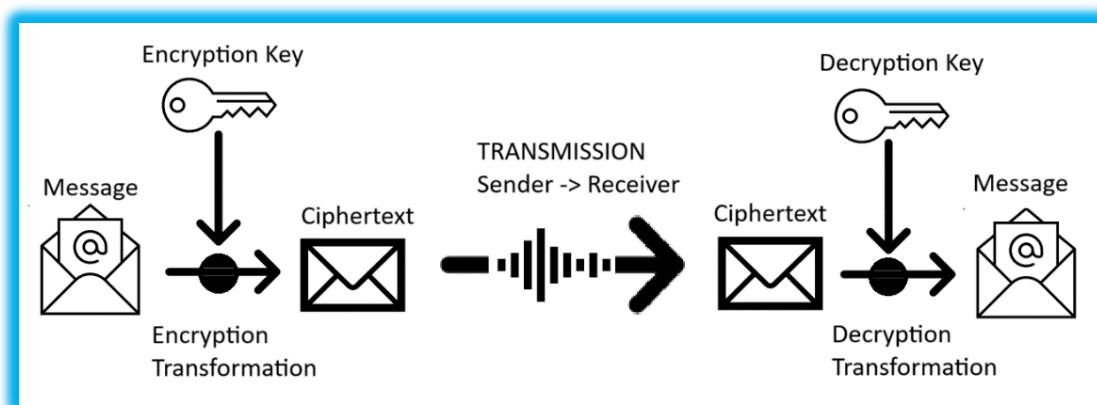 Encryption Key
Message
@
Encryption
Transformation
Ciphertext
TRANSMISSION
Sender -> Receiver
Ciphertext
Decryption Key
Decryption
Transformation
Message
@